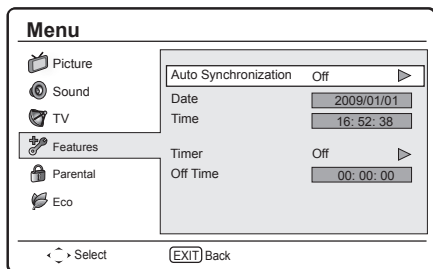 Menu
Picture
Sound
TV
Features
Parental
Eco
Auto Synchronization Off
Date 2009/01/01
Time 16: 52: 38
Timer Off
Off Time 00: 00: 00
Select EXIT Back